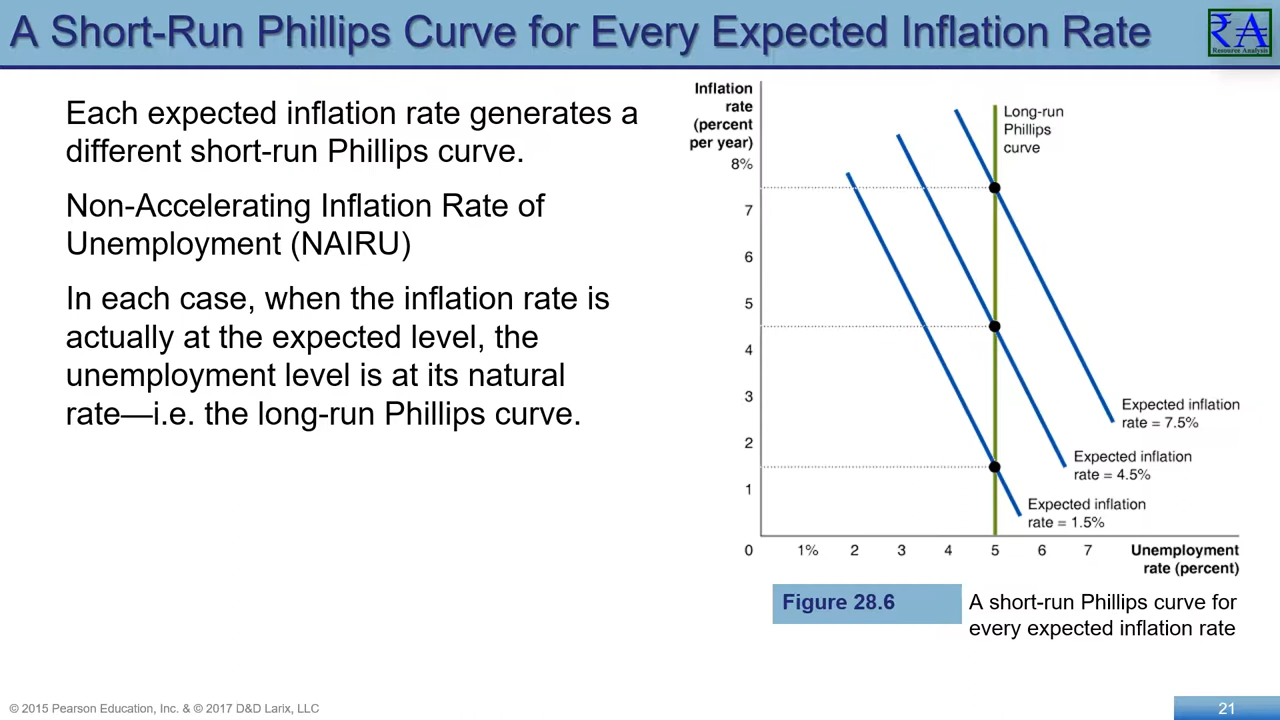 A Short-Run Phillips Curve for Every Expected Inflation Rate
₹A
Resource Analysis
Each expected inflation rate generates a
different short-run Phillips curve.
Non-Accelerating Inflation Rate of
Unemployment (NAIRU)
In each case, when the inflation rate is
actually at the expected level, the
unemployment level is at its natural
rate—i.e. the long-run Phillips curve.
Inflation
rate
(percent
per year)
8%
7
6
5
4
3
2
1
0
1%
2
3
4
5
6
7
Unemployment
rate (percent)
Long-run
Phillips
curve
Expected inflation
rate = 7.5%
Expected inflation
rate = 4.5%
Expected inflation
rate = 1.5%
Figure 28.6
A short-run Phillips curve for
every expected inflation rate
© 2015 Pearson Education, Inc. & © 2017 D&D Larix, LLC
21